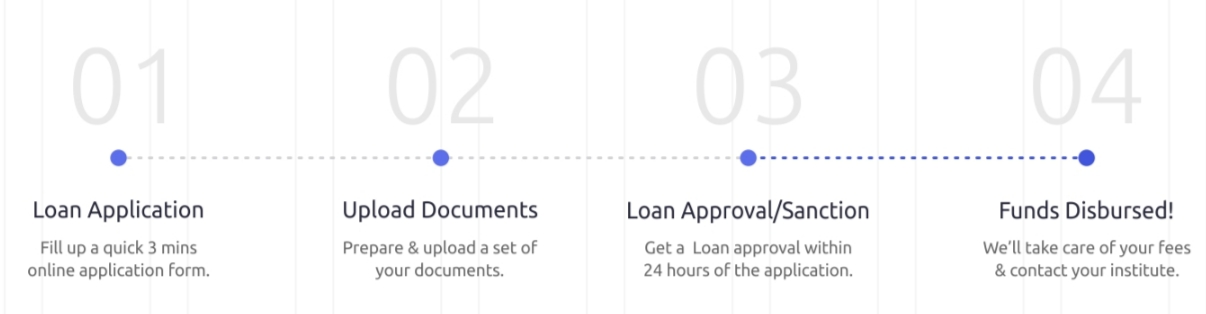 01
02
03
04
Loan Application
Fill up a quick 3 mins
online application form.
Upload Documents
Prepare & upload a set of
your documents.
Loan Approval/Sanction
Get a Loan approval within
24 hours of the application.
Funds Disbursed!
We'll take care of your fees
& contact your institute.